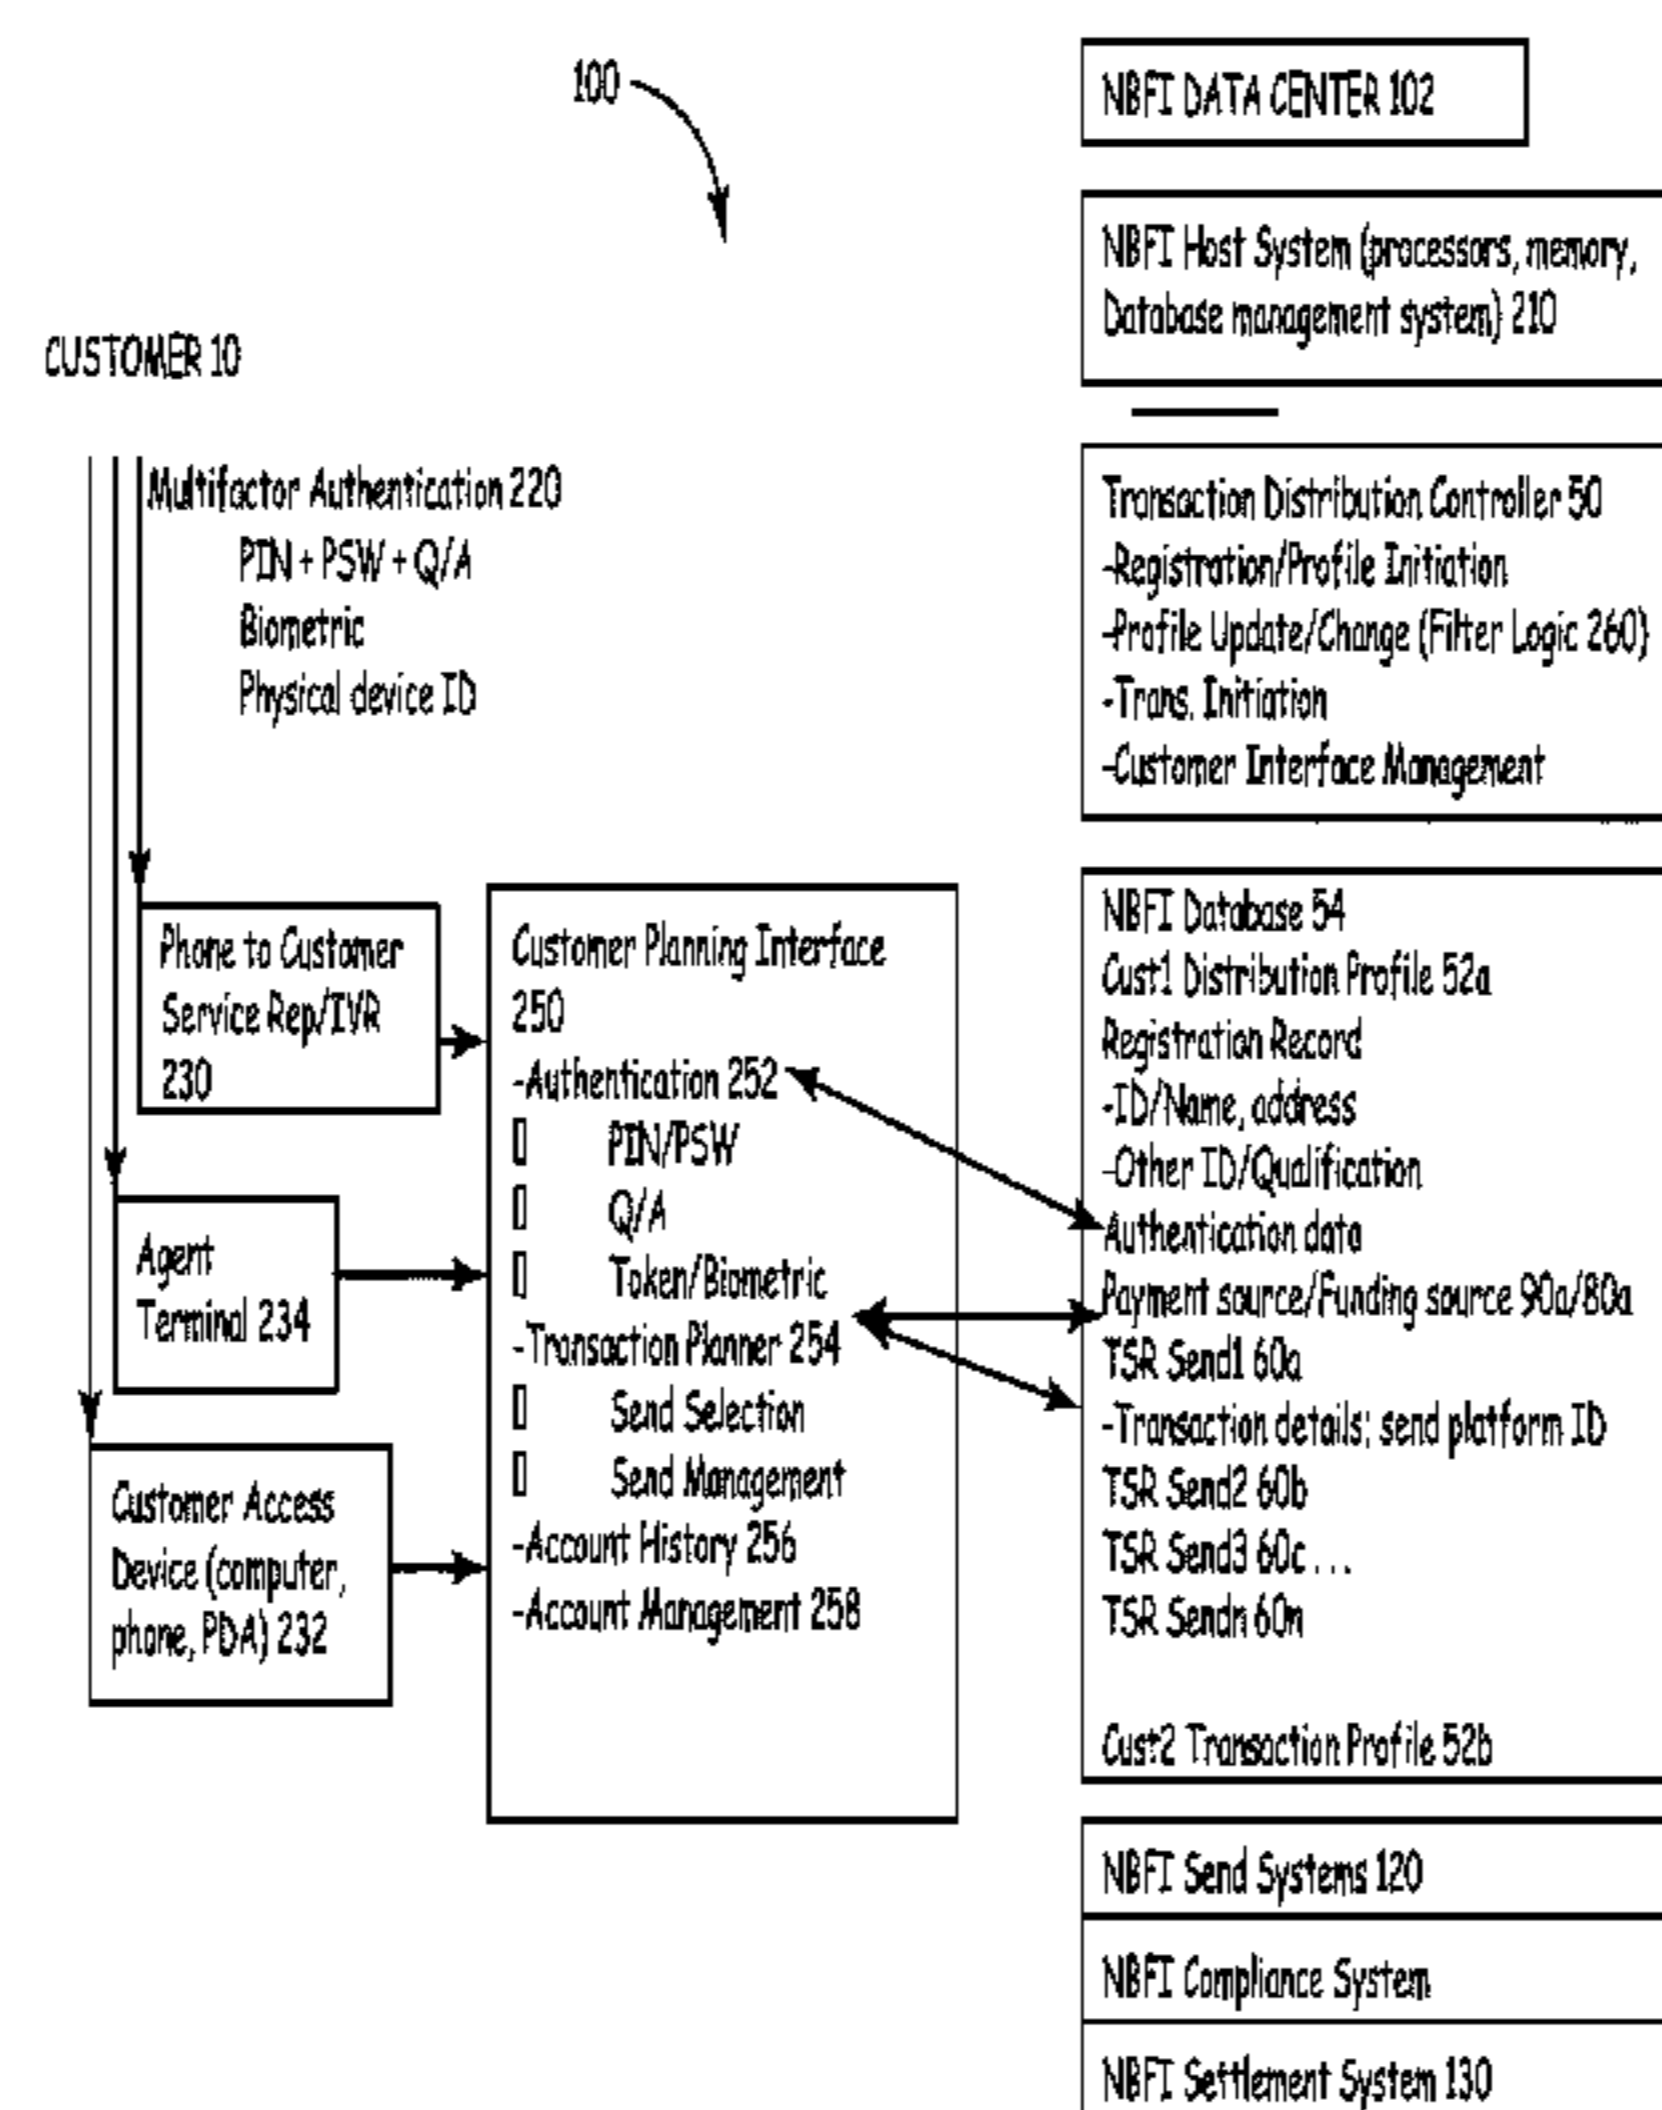 100
NBFI DATA CENTER 102
NBFI Host System (processors, memory,
Database management system) 210
CUSTOMER 10
Multifactor Authentication 220
PIN + PSW + Q/A
Biometric
Physical device ID
Transaction Distribution Controller 50
-Registration/Profile Initiation
-Profile Update/Change (Filter Logic 260)
-Trans. Initiation
-Customer Interface Management
Phone to Customer
Service Rep/IVR
230
Agent
Terminal 234
Customer Access
Device (computer,
phone, PDA) 232
Customer Planning Interface
250
-Authentication 252
PIN/PSW
Q/A
Token/Biometric
-Transaction Planner 254
Send Selection
Send Management
-Account History 256
-Account Management 258
NBFI Database 54
Cust1 Distribution Profile 52a
Registration Record
-ID/Name, address
-Other ID/Qualification
Authentication data
Payment source/Funding source 90a/80a
TSR Send1 60a
-Transaction details; send platform ID
TSR Send2 60b
TSR Send3 60c . . .
TSR Sendn 60n
Cust2 Transaction Profile 52b
NBFI Send Systems 120
NBFI Compliance System
NBFI Settlement System 130